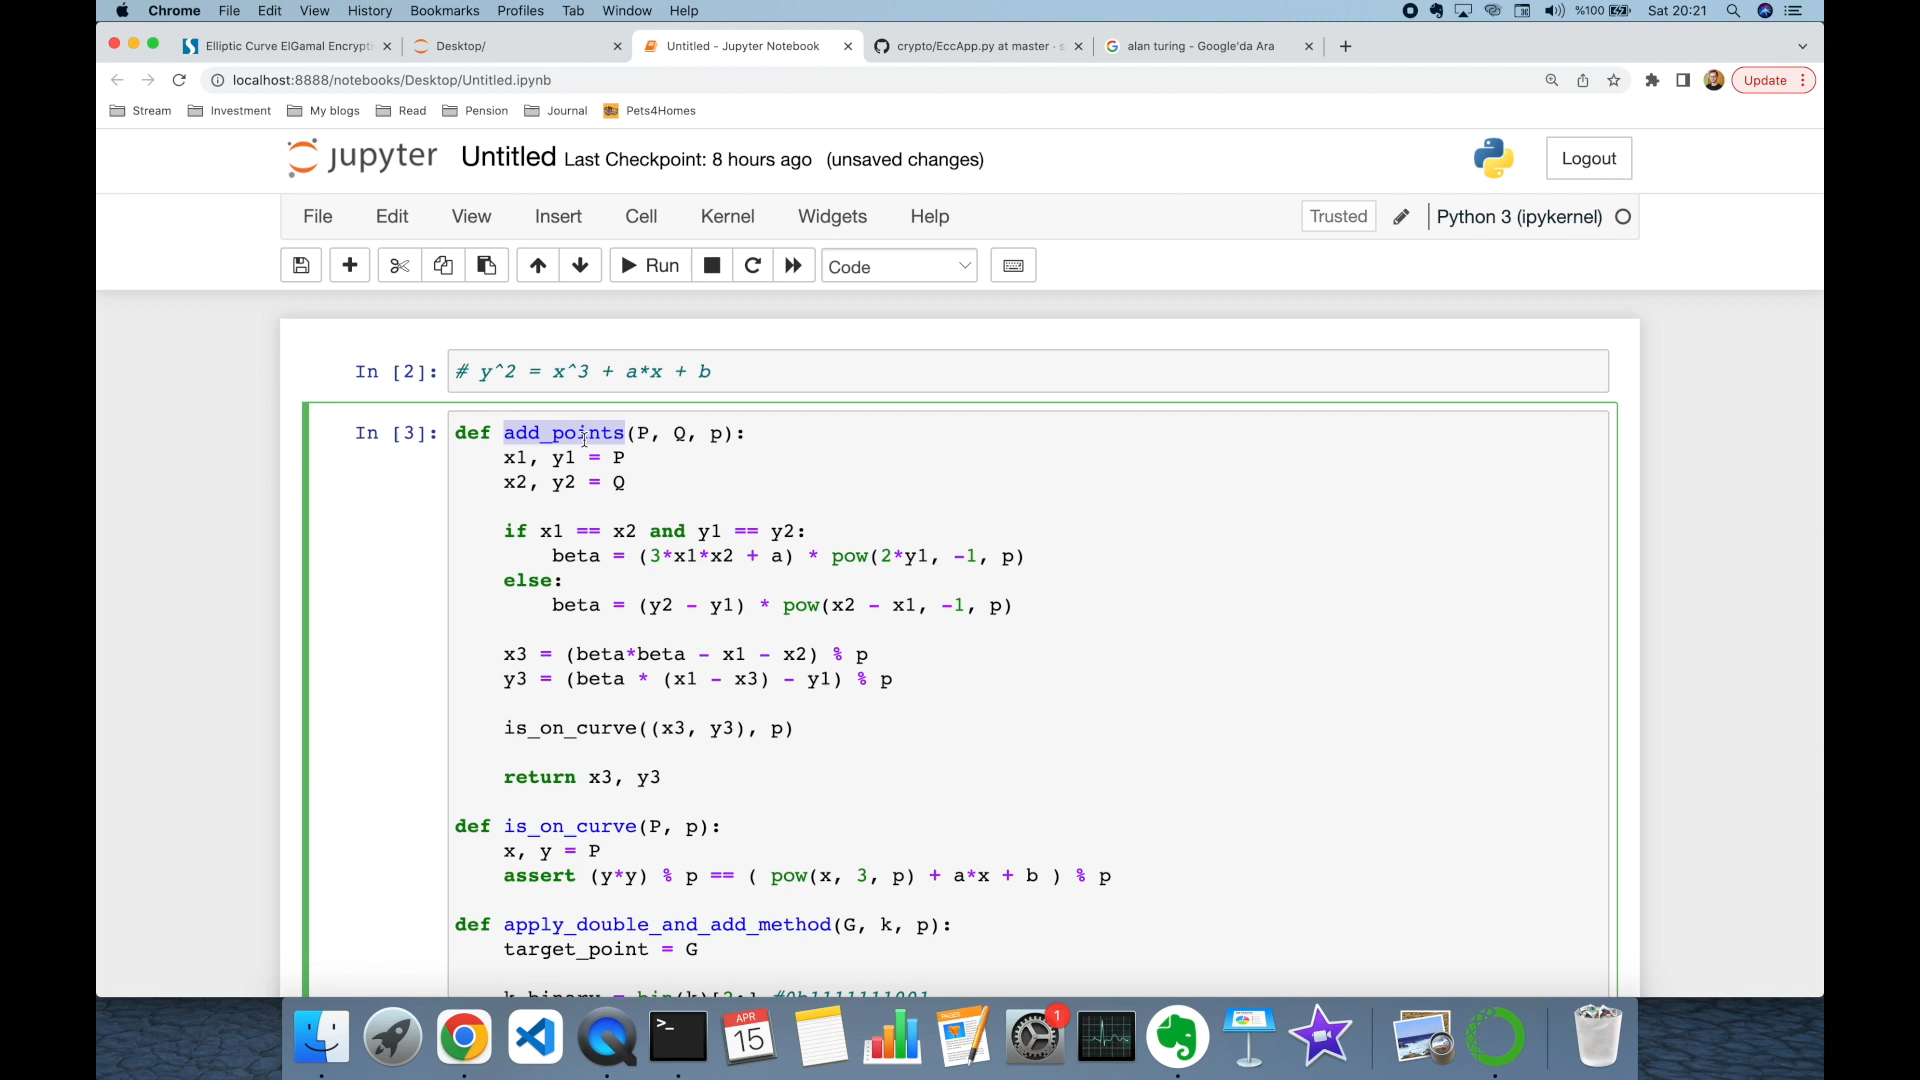 Chrome File Edit View History Bookmarks Profiles Tab Window Help %100 Sat 20:21
Elliptic Curve ElGamal Encrypti Desktop/ Untitled - Jupyter Notebook crypto/EccApp.py at master · s alan turing - Google'da Ara
localhost:8888/notebooks/Desktop/Untitled.ipynb Update
Stream Investment My blogs Read Pension Journal Pets4Homes
jupyter Untitled Last Checkpoint: 8 hours ago (unsaved changes) Logout
File Edit View Insert Cell Kernel Widgets Help Trusted Python 3 (ipykernel)
Run Code
In [2]: # y^2 = x^3 + a*x + b
In [3]: def add_points(P, Q, p):
x1, y1 = P
x2, y2 = Q
if x1 == x2 and y1 == y2:
beta = (3*x1*x2 + a) * pow(2*y1, -1, p)
else:
beta = (y2 - y1) * pow(x2 - x1, -1, p)
x3 = (beta*beta - x1 - x2) % p
y3 = (beta * (x1 - x3) - y1) % p
is_on_curve((x3, y3), p)
return x3, y3
def is_on_curve(P, p):
x, y = P
assert (y*y) % p == ( pow(x, 3, p) + a*x + b ) % p
def apply_double_and_add_method(G, k, p):
target_point = G
k_binary = bin(k)[2:] #0b1111111001
APR
15
PAGES
1